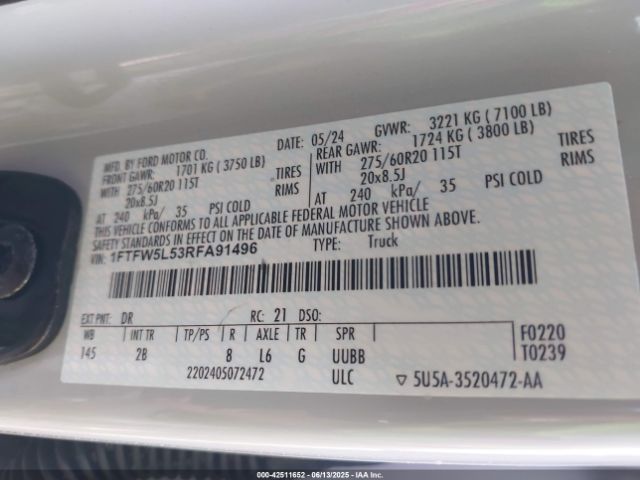 MFD. BY FORD MOTOR CO. DATE: 05/24 GVWR: 3221 KG ( 7100 LB)
FRONT GAWR: 1701 KG ( 3750 LB) REAR GAWR: 1724 KG ( 3800 LB)
WITH 275/60R20 115T TIRES WITH 275/60R20 115T TIRES
20x8.5J RIMS 20x8.5J RIMS
AT 240 kPa/ 35 PSI COLD AT 240 kPa/ 35 PSI COLD
THIS VEHICLE CONFORMS TO ALL APPLICABLE FEDERAL MOTOR VEHICLE
SAFETY STANDARDS IN EFFECT ON THE DATE OF MANUFACTURE SHOWN ABOVE.
VIN: 1FTFW5L53RFA91496 TYPE: Truck
EXT PNT: DR RC: 21 DSO:
WB INT TR TP/PS R AXLE TR SPR F0220
145 2B 8 L6 G UUBB T0239
2202405072472 ULC ▽ 5U5A-3520472-AA
000-42511652 | 06/13/2025 | IAAI.COM